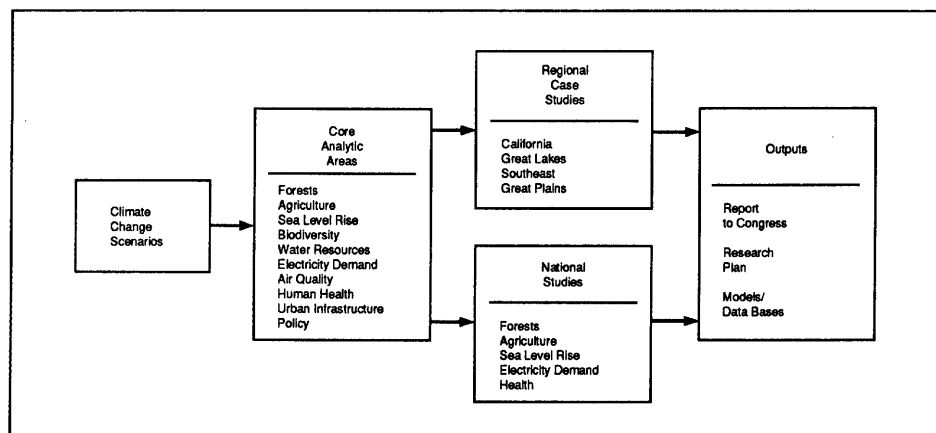 Climate
Change
Scenarios
Core
Analytic
Areas
Forests
Agriculture
Sea Level Rise
Biodiversity
Water Resources
Electricity Demand
Air Quality
Human Health
Urban Infrastructure
Policy
Regional
Case
Studies
California
Great Lakes
Southeast
Great Plains
National
Studies
Forests
Agriculture
Sea Level Rise
Electricity Demand
Health
Outputs
Report
to Congress
Research
Plan
Models/
Data Bases